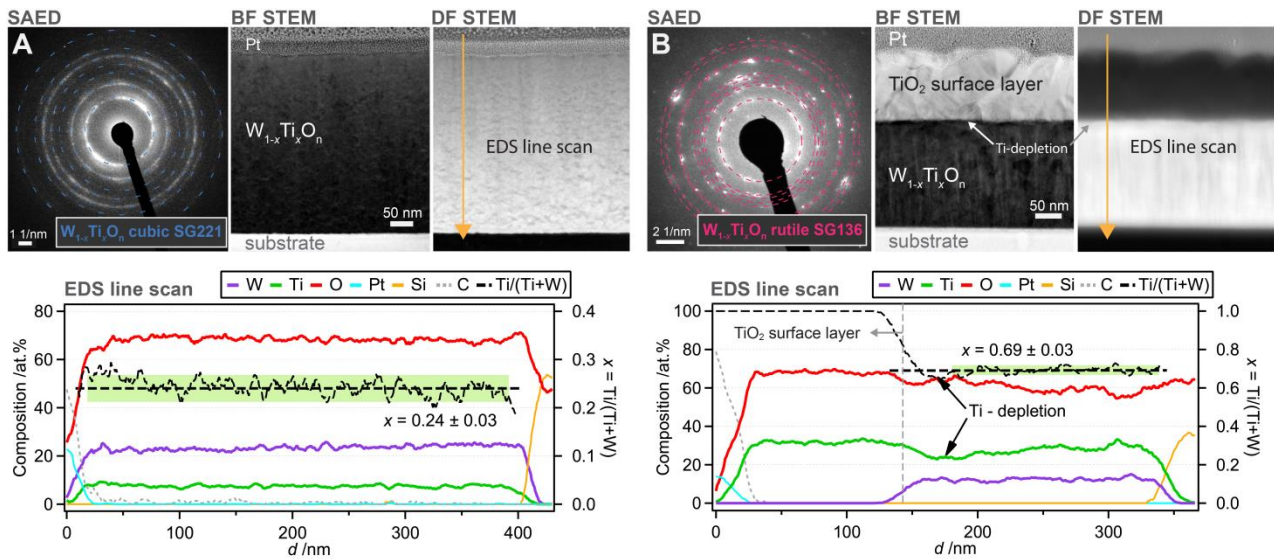 SAED BF STEM DF STEM
A
Pt
W1-xTixOn
EDS line scan
50 nm
1 1/nm
W1-xTixOn cubic SG221
substrate
SAED BF STEM DF STEM
B
Pt
TiO2 surface layer
Ti-depletion
EDS line scan
W1-xTixOn
50 nm
2 1/nm
W1-xTixOn rutile SG136
substrate
EDS line scan
W Ti O Pt Si C Ti/(Ti+W)
80
60
40
20
0
Composition /at.%
0.4
0.3
0.2
0.1
0.0
x = Ti/(Ti+W)
x = 0.24 ± 0.03
0 100 200 300 400
d /nm
EDS line scan
W Ti O Pt Si C Ti/(Ti+W)
100
80
60
40
20
0
Composition /at.%
1.0
0.8
0.6
0.4
0.2
0.0
x = Ti/(Ti+W)
TiO2 surface layer
x = 0.69 ± 0.03
Ti - depletion
0 100 200 300
d /nm